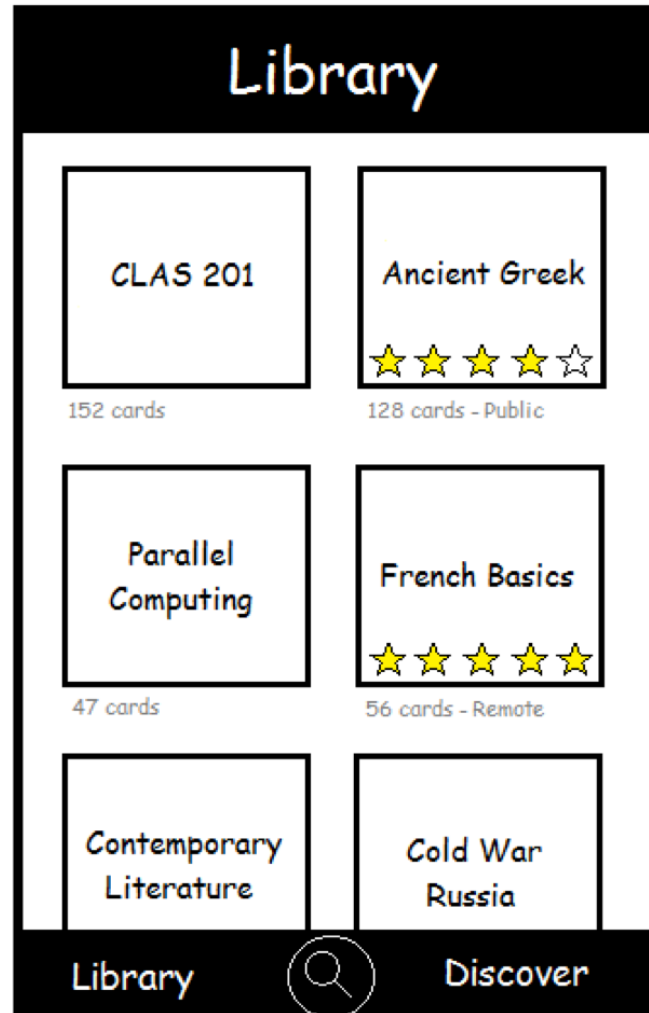 Library
CLAS 201
Ancient Greek
152 cards
128 cards - Public
Parallel
Computing
French Basics
47 cards
56 cards - Remote
Contemporary
Literature
Cold War
Russia
Library
Discover